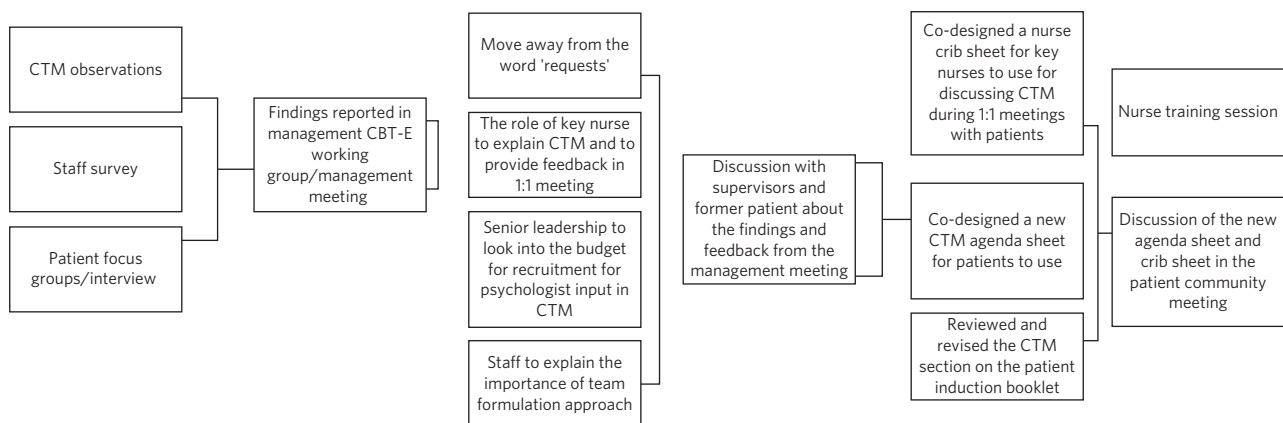 CTM observations
Staff survey
Patient focus
groups/interview
Findings reported in
management CBT-E
working
group/management
meeting
Move away from the
word 'requests'
The role of key nurse
to explain CTM and to
provide feedback in
1:1 meeting
Senior leadership to
look into the budget
for recruitment for
psychologist input in
CTM
Staff to explain the
importance of team
formulation approach
Discussion with
supervisors and
former patient about
the findings and
feedback from the
management meeting
Co-designed a nurse
crib sheet for key
nurses to use for
discussing CTM
during 1:1 meetings
with patients
Co-designed a new
CTM agenda sheet
for patients to use
Reviewed and
revised the CTM
section on the patient
induction booklet
Nurse training session
Discussion of the new
agenda sheet and
crib sheet in the
patient community
meeting